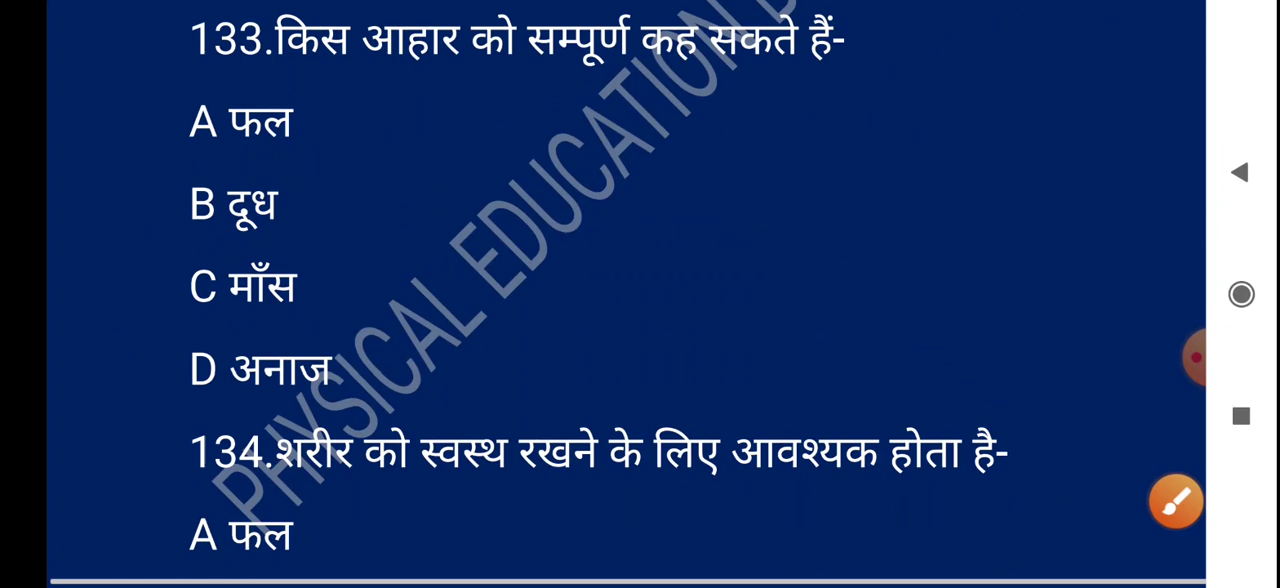 133.किस आहार को सम्पूर्ण कह सकते हैं-
A फल
B दूध
C माँस
D अनाज
134.शरीर को स्वस्थ रखने के लिए आवश्यक होता है-
A फल
PHYSICAL EDUCATION